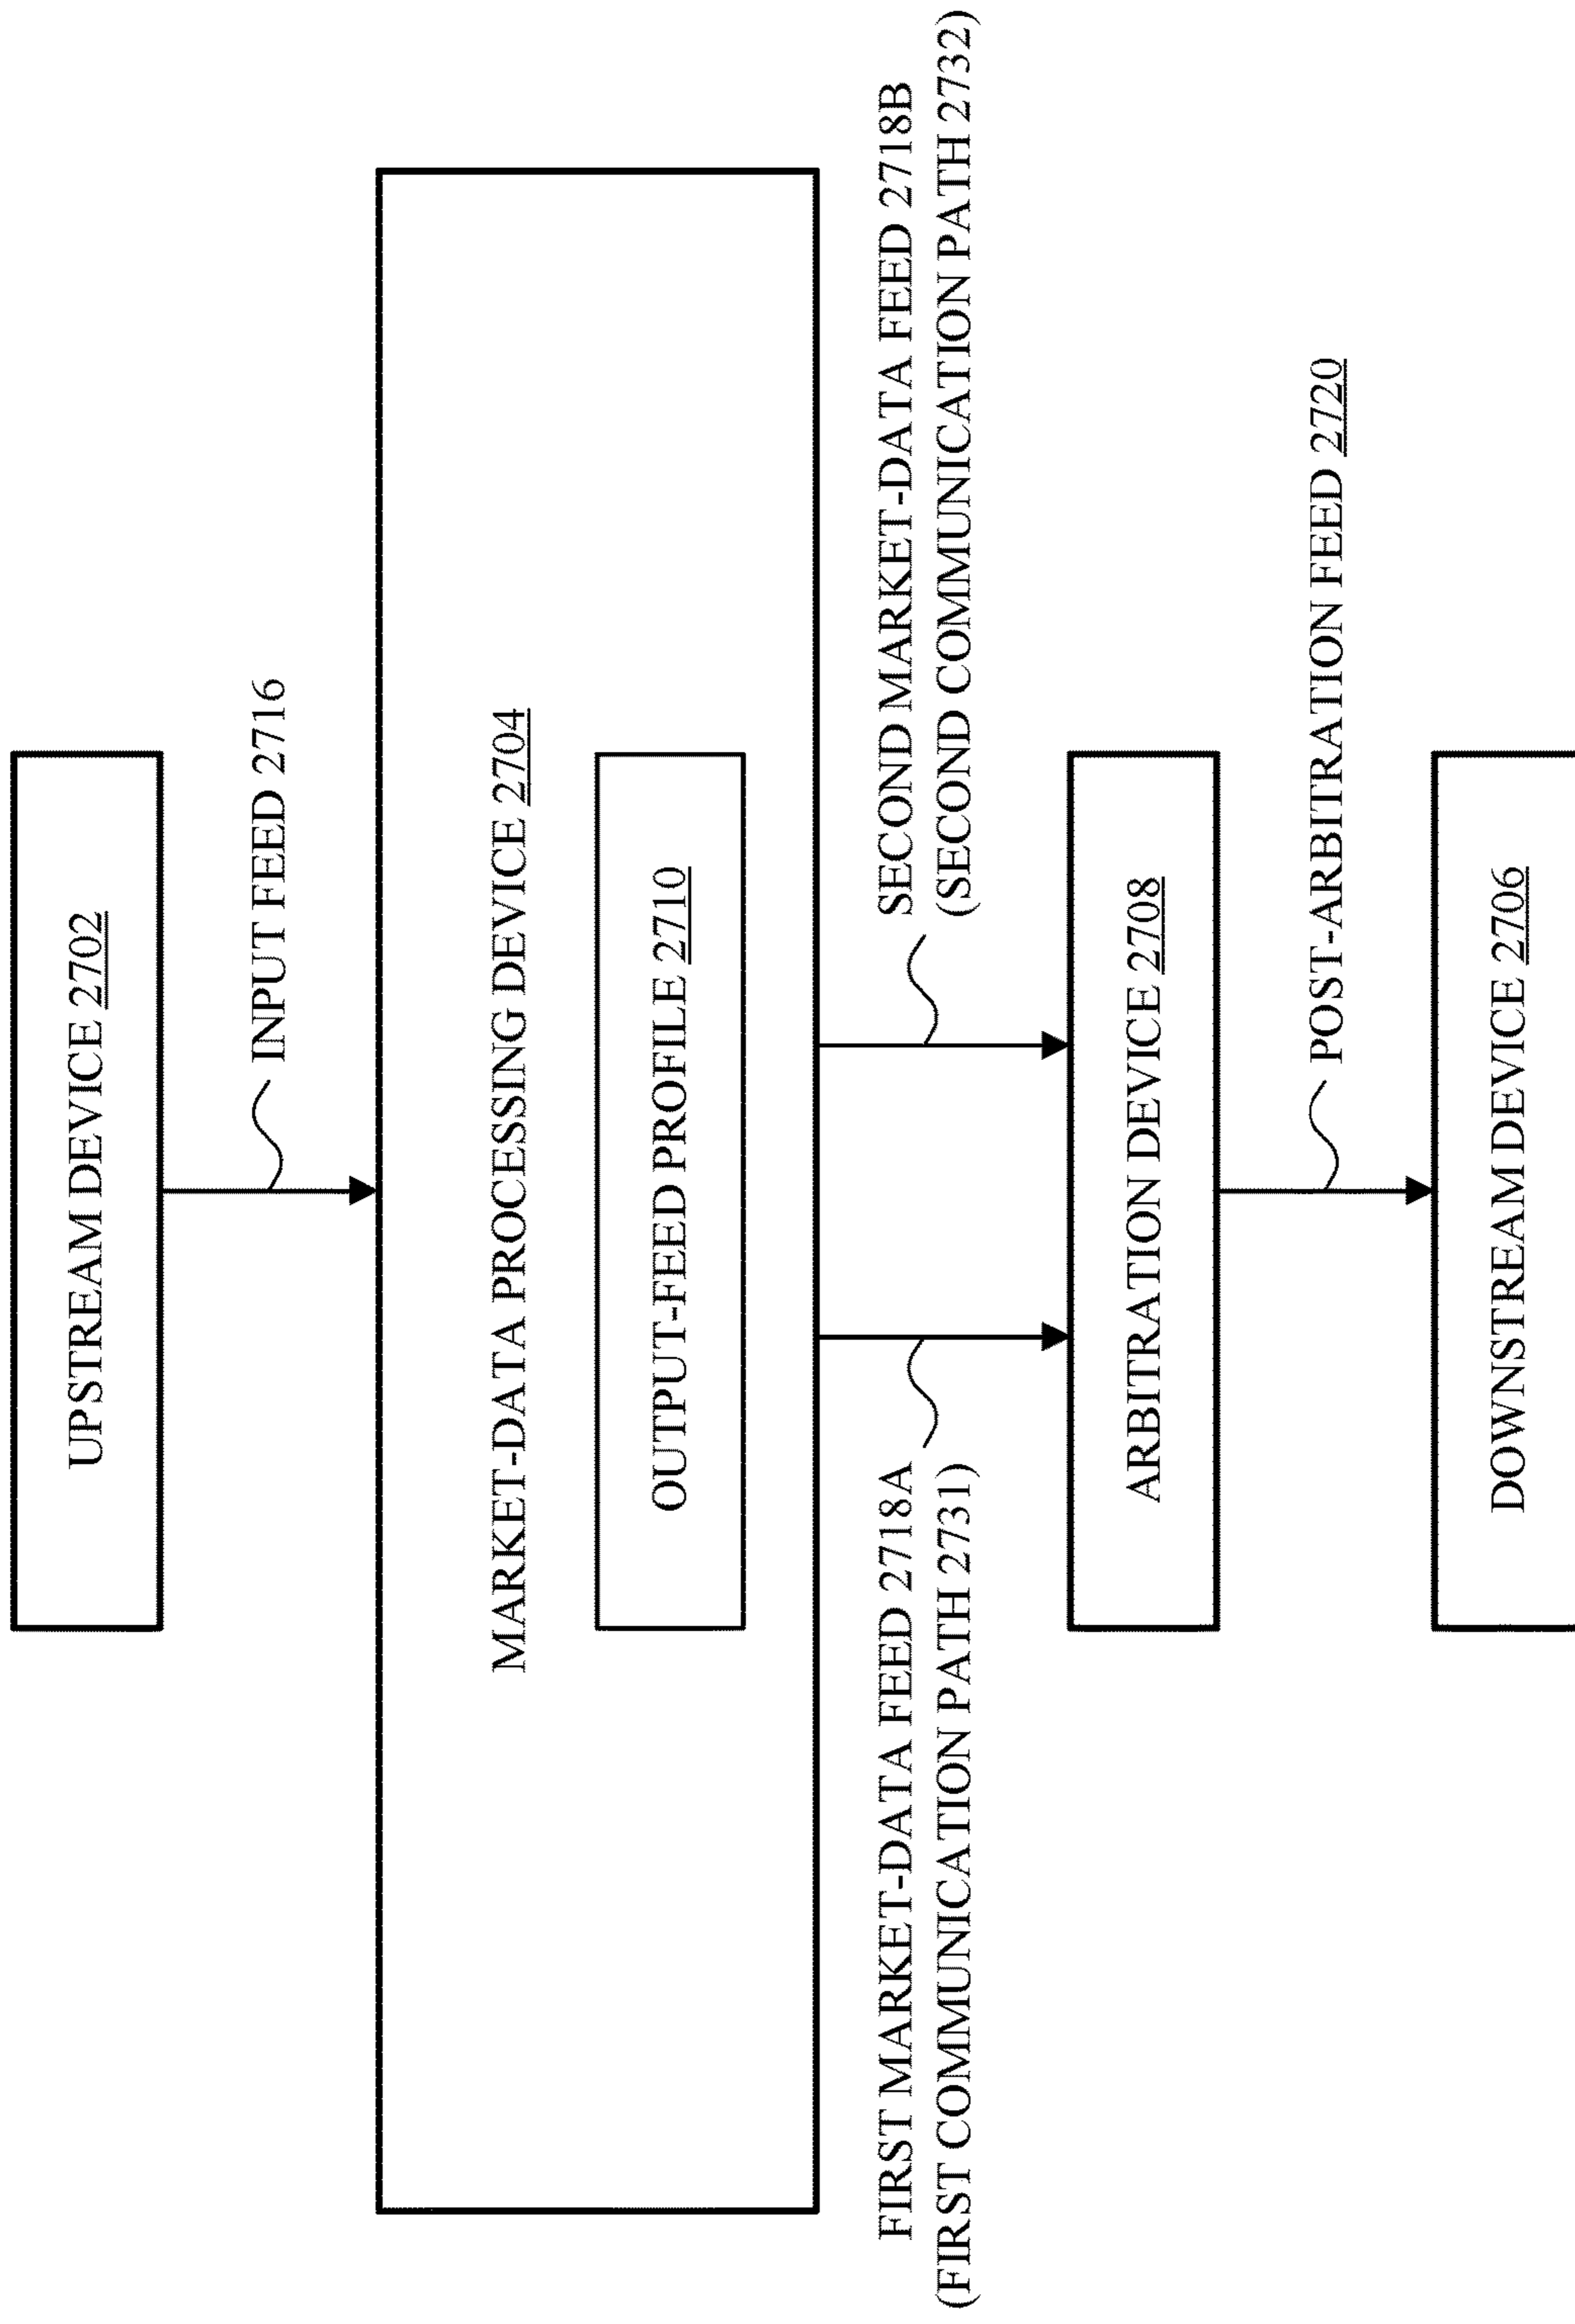 UPSTREAM DEVICE 2702
INPUT FEED 2716
MARKET-DATA PROCESSING DEVICE 2704
OUTPUT-FEED PROFILE 2710
FIRST MARKET-DATA FEED 2718A
(FIRST COMMUNICATION PATH 2731)
SECOND MARKET-DATA FEED 2718B
(SECOND COMMUNICATION PATH 2732)
ARBITRATION DEVICE 2708
POST-ARBITRATION FEED 2720
DOWNSTREAM DEVICE 2706